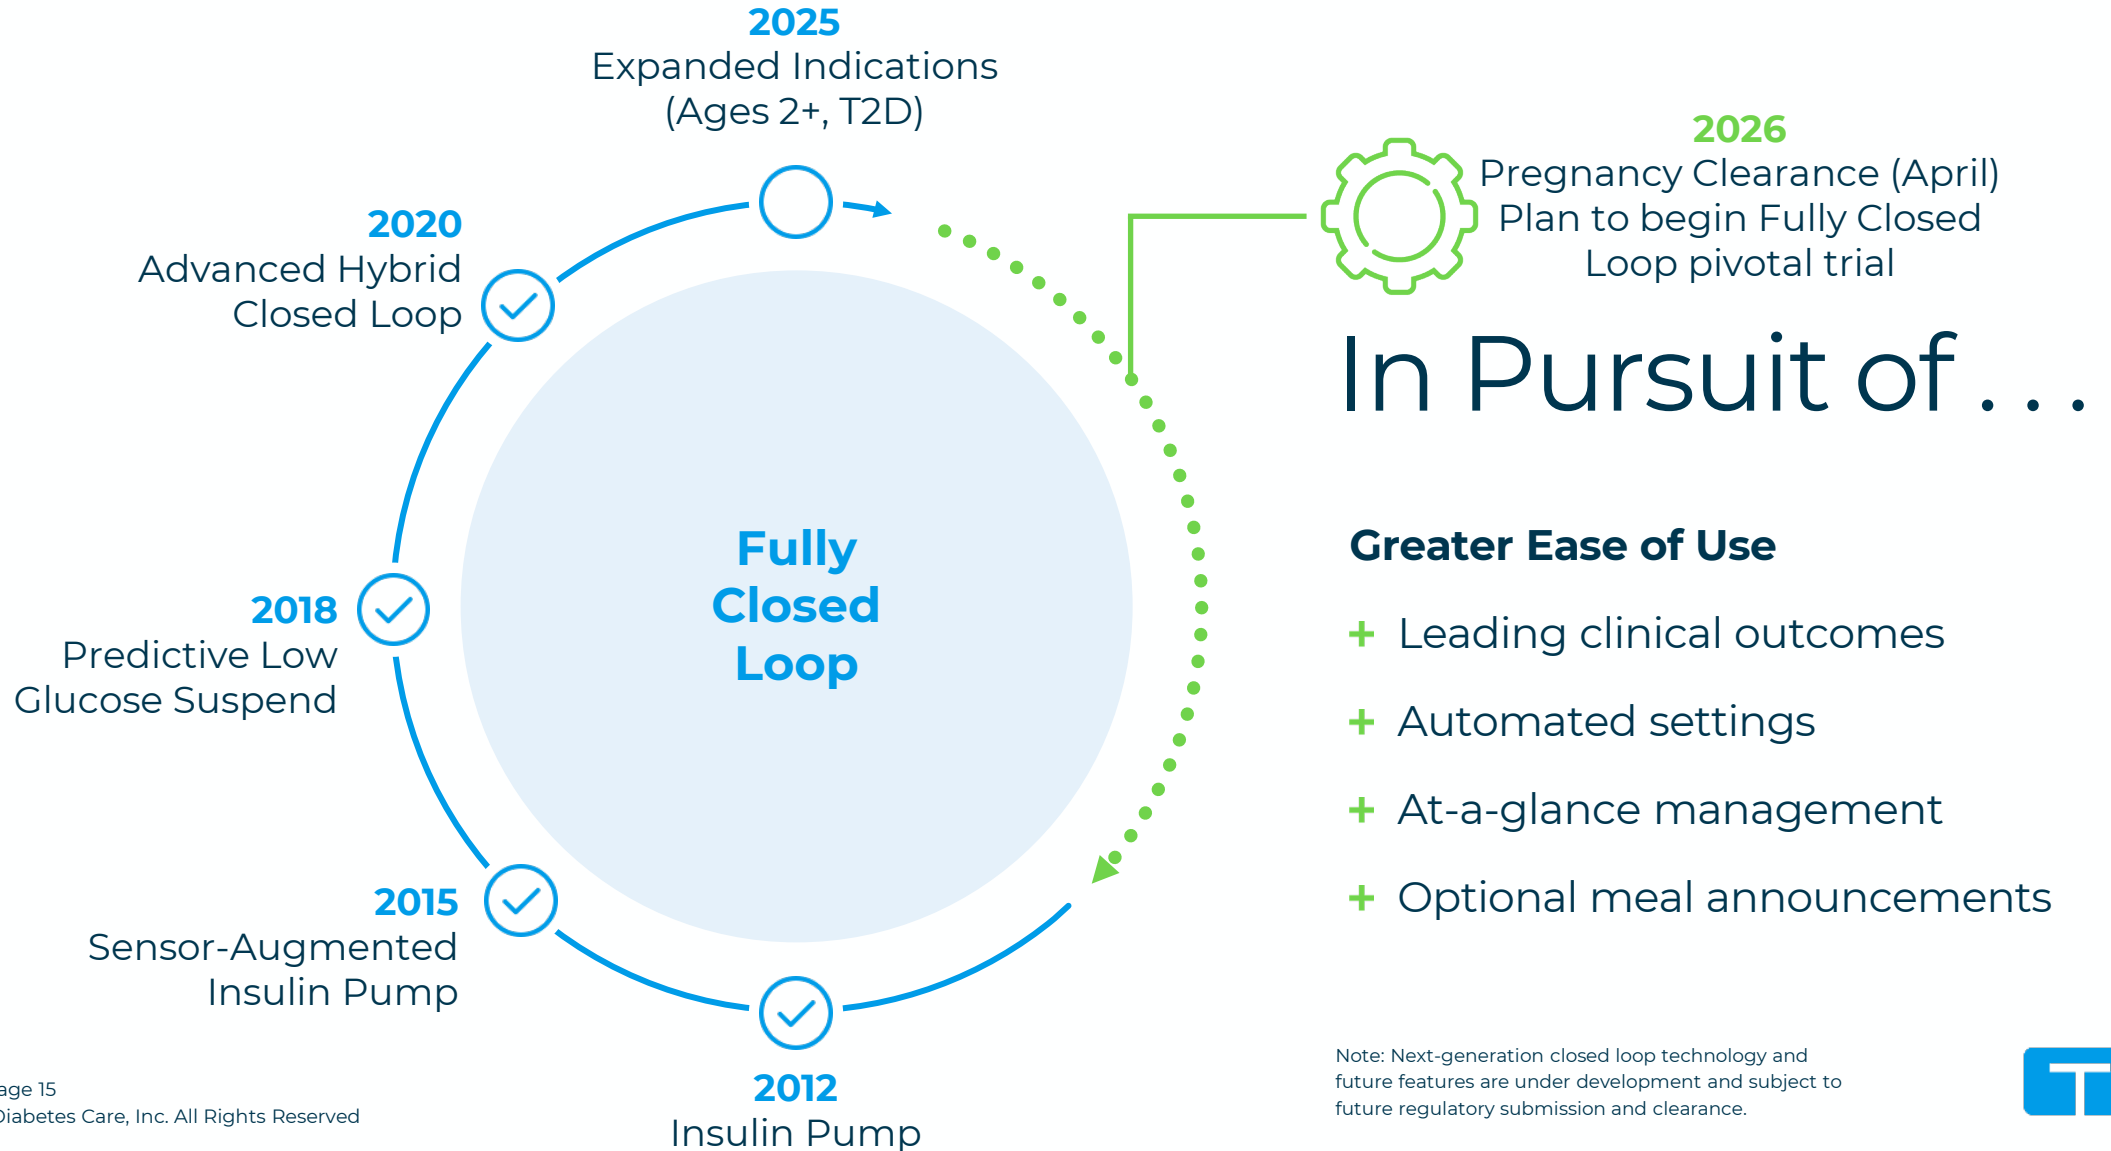 2025
Expanded Indications
(Ages 2+, T2D)
2020
Advanced Hybrid
Closed Loop
2018
Predictive Low
Glucose Suspend
2015
Sensor-Augmented
Insulin Pump
2012
Insulin Pump
Fully
Closed
Loop
2026
Pregnancy Clearance (April)
Plan to begin Fully Closed
Loop pivotal trial
In Pursuit of . . .
Greater Ease of Use
+ Leading clinical outcomes
+ Automated settings
+ At-a-glance management
+ Optional meal announcements
Note: Next-generation closed loop technology and
future features are under development and subject to
future regulatory submission and clearance.
age 15
Diabetes Care, Inc. All Rights Reserved
T